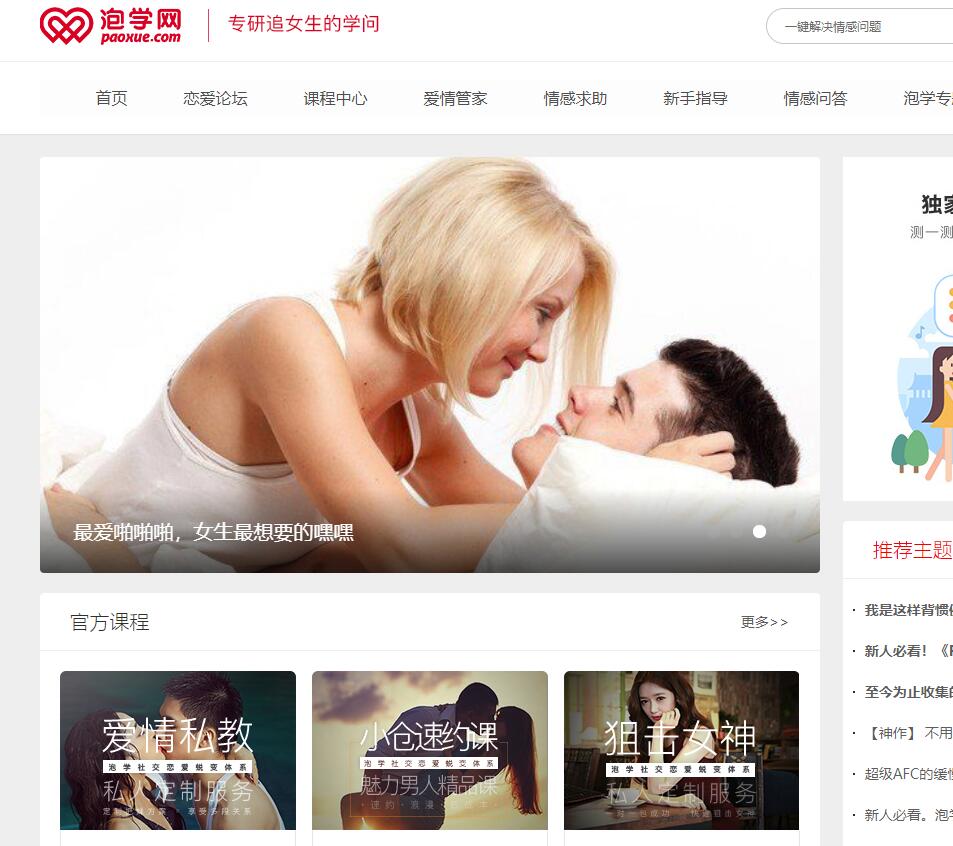 泡学网
paoxue.com
专研追女生的学问
一键解决情感问题
首页 恋爱论坛 课程中心 爱情管家 情感求助 新手指导 情感问答 泡学专
独家
测一测
最爱啪啪啪，女生最想要的嘿嘿
推荐主题
官方课程
更多>>
我是这样背惯
新人必看！《
至今为止收集
【神作】 不用
超级AFC的缓
新人必看。泡
爱情私教
泡学社交恋爱蜕变体系
私人定制服务
小仓速约课
泡学社交恋爱蜕变体系
魅力男人精品课
狙击女神
泡学社交恋爱蜕变体系
私人定制服务